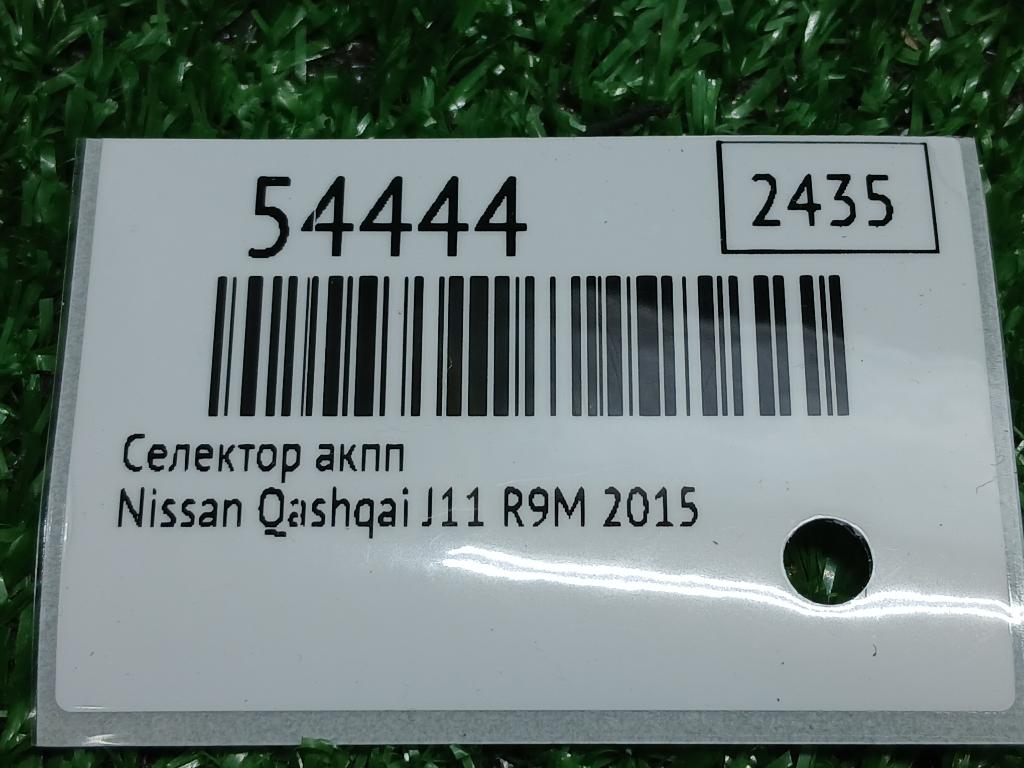 54444
2435
Селектор акпп
Nissan Qashqai J11 R9M 2015